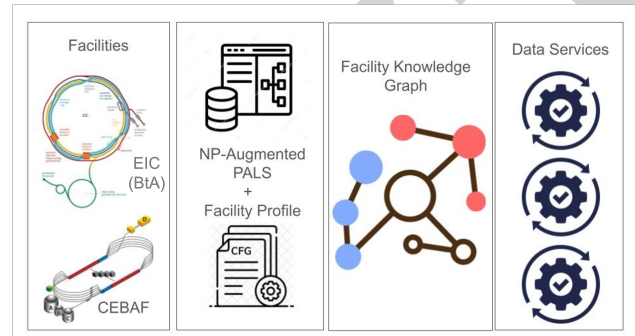 Facilities
EIC
(BtA)
CEBAF
NP-Augmented
PALS
+
Facility Profile
CFG
Facility Knowledge
Graph
Data Services